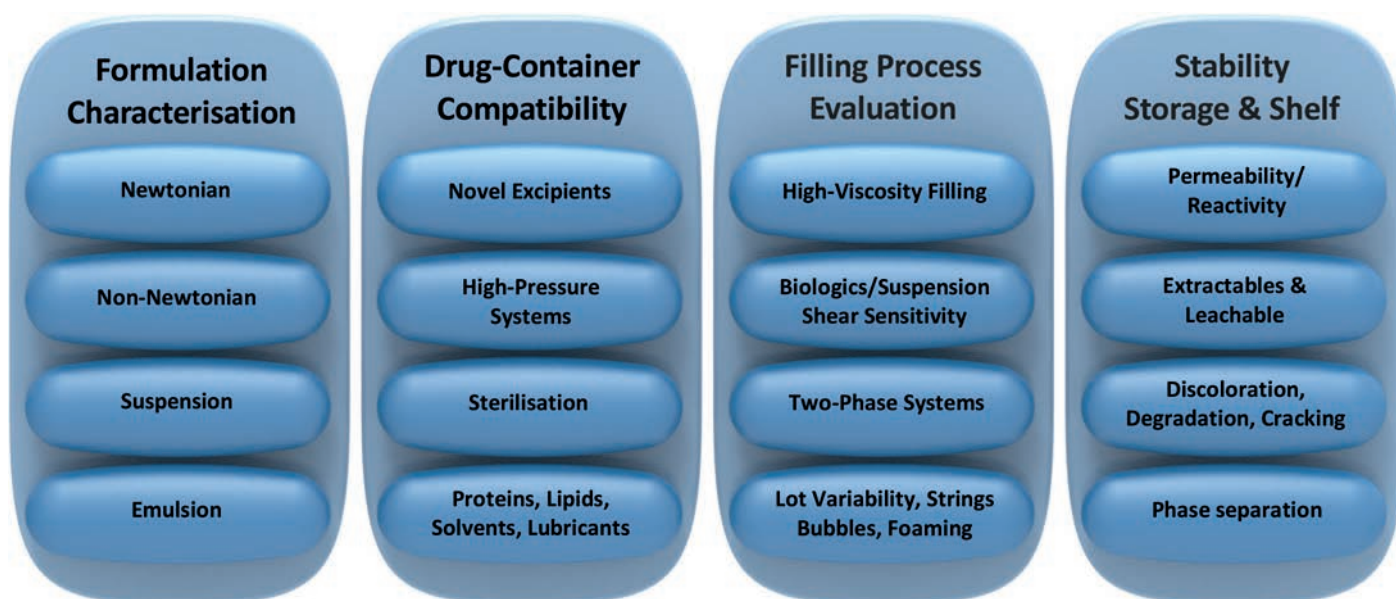 Formulation
Characterisation
Newtonian
Non-Newtonian
Suspension
Emulsion
Drug-Container
Compatibility
Novel Excipients
High-Pressure
Systems
Sterilisation
Proteins, Lipids,
Solvents, Lubricants
Filling Process
Evaluation
High-Viscosity Filling
Biologics/Suspension
Shear Sensitivity
Two-Phase Systems
Lot Variability, Strings
Bubbles, Foaming
Stability
Storage & Shelf
Permeability/
Reactivity
Extractables &
Leachable
Discoloration,
Degradation, Cracking
Phase separation